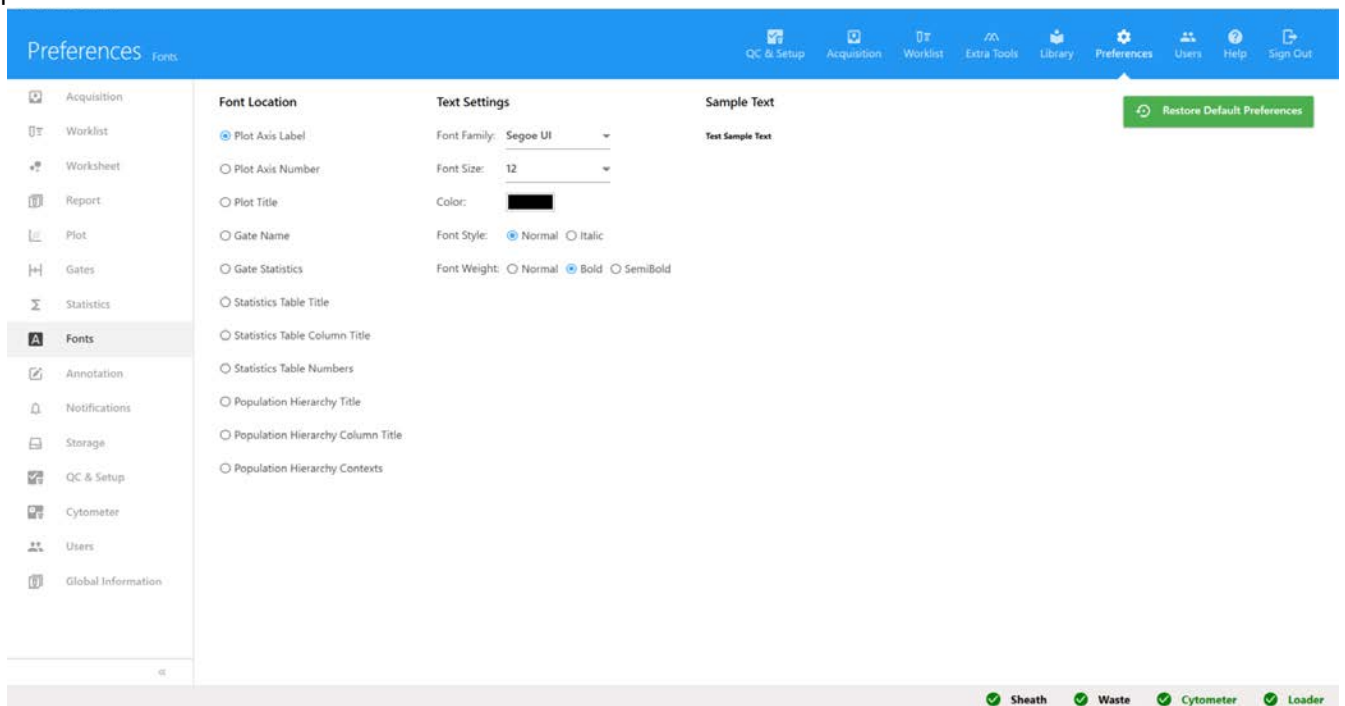 Preferences Fonts
QC & Setup
Acquisition
Worklist
Extra Tools
Library
Preferences
Users
Help
Sign Out
Acquisition
Worklist
Worksheet
Report
Plot
Gates
Statistics
Fonts
Annotation
Notifications
Storage
QC & Setup
Cytometer
Users
Global Information
Font Location
Plot Axis Label
Plot Axis Number
Plot Title
Gate Name
Gate Statistics
Statistics Table Title
Statistics Table Column Title
Statistics Table Numbers
Population Hierarchy Title
Population Hierarchy Column Title
Population Hierarchy Contexts
Text Settings
Font Family: Segoe UI
Font Size: 12
Color:
Font Style: Normal Italic
Font Weight: Normal Bold SemiBold
Sample Text
Test Sample Text
Restore Default Preferences
Sheath
Waste
Cytometer
Loader